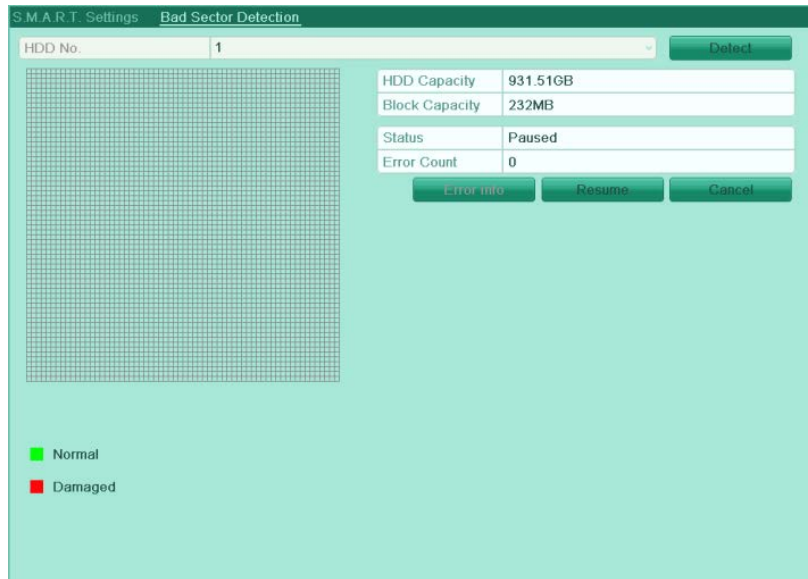 S.M.A.R.T. Settings Bad Sector Detection
HDD No. 1 Detect
HDD Capacity 931.51GB
Block Capacity 232MB
Status Paused
Error Count 0
Error Info Resume Cancel
Normal
Damaged